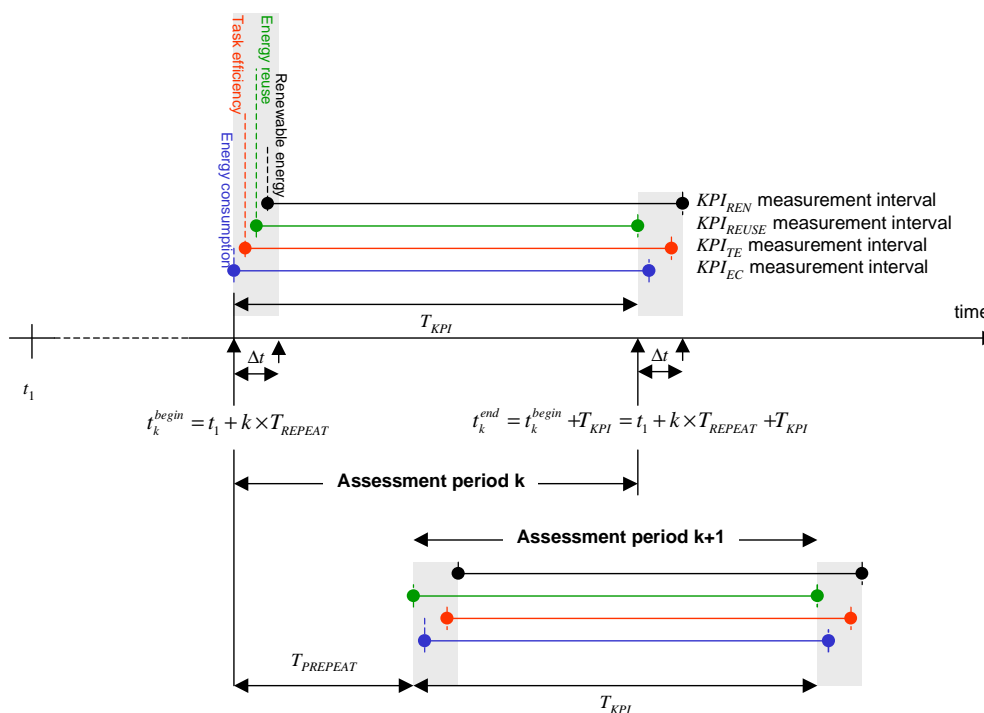 Task efficiency
Energy reuse
Renewable energy
Energy consumption
KPI_REN measurement interval
KPI_REUSE measurement interval
KPI_TE measurement interval
KPI_EC measurement interval
T_KPI
time
t_1
Δt
Δt
t_k^begin = t_1 + k × T_REPEAT
t_k^end = t_k^begin + T_KPI = t_1 + k × T_REPEAT + T_KPI
Assessment period k
Assessment period k+1
T_PREPEAT
T_KPI